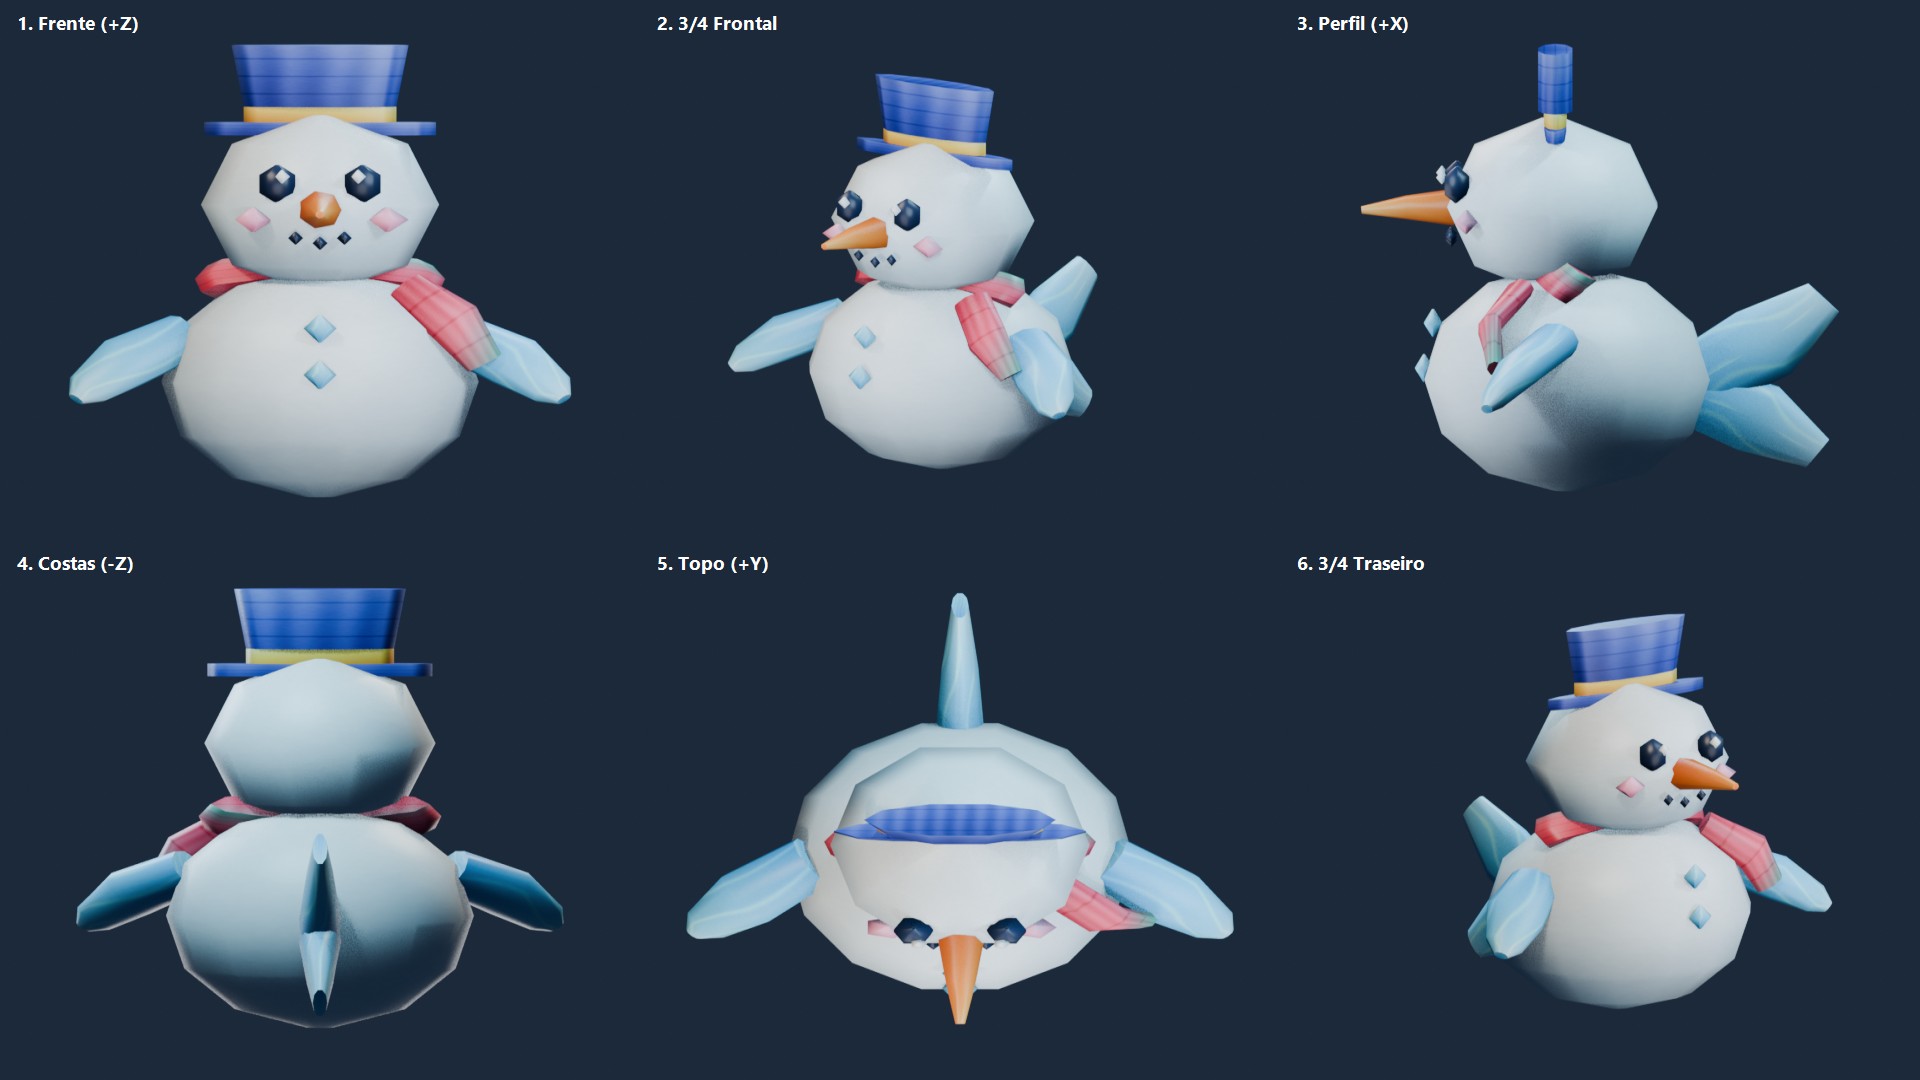 1. Frente (+Z)
2. 3/4 Frontal
3. Perfil (+X)
4. Costas (-Z)
5. Topo (+Y)
6. 3/4 Traseiro